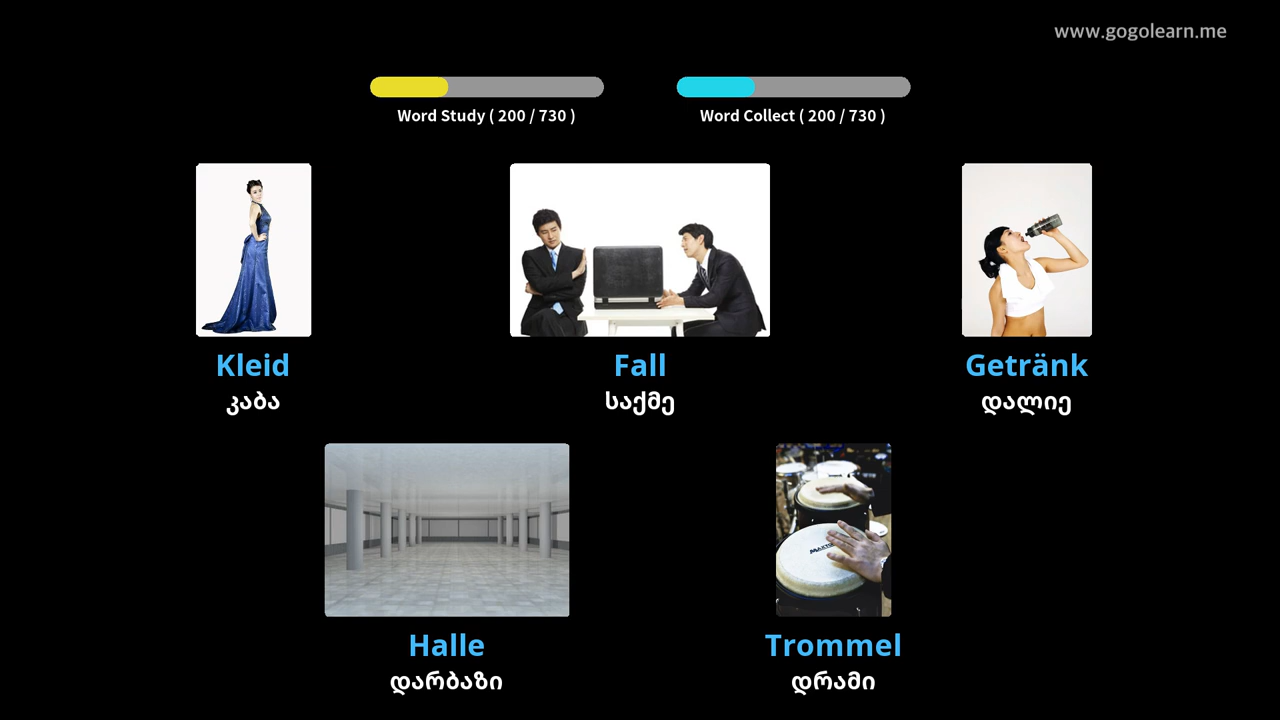 www.gogolearn.me
Word Study ( 200 / 730 )
Word Collect ( 200 / 730 )
Kleid
Fall
Getränk
კაბა
საქმე
დალიე
Halle
Trommel
დარბაზი
დრამი